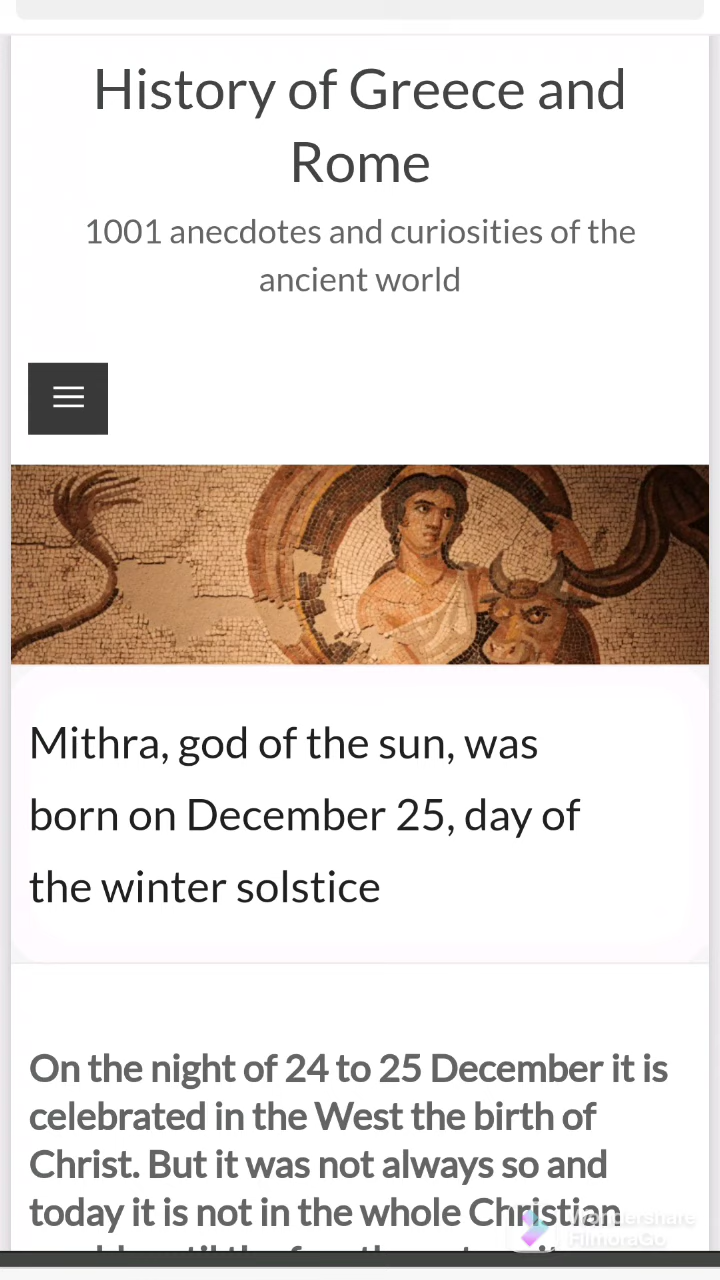 History of Greece and
Rome
1001 anecdotes and curiosities of the
ancient world
Mithra, god of the sun, was
born on December 25, day of
the winter solstice
On the night of 24 to 25 December it is
celebrated in the West the birth of
Christ. But it was not always so and
today it is not in the whole Christian
Wondershare
FilmoraGo